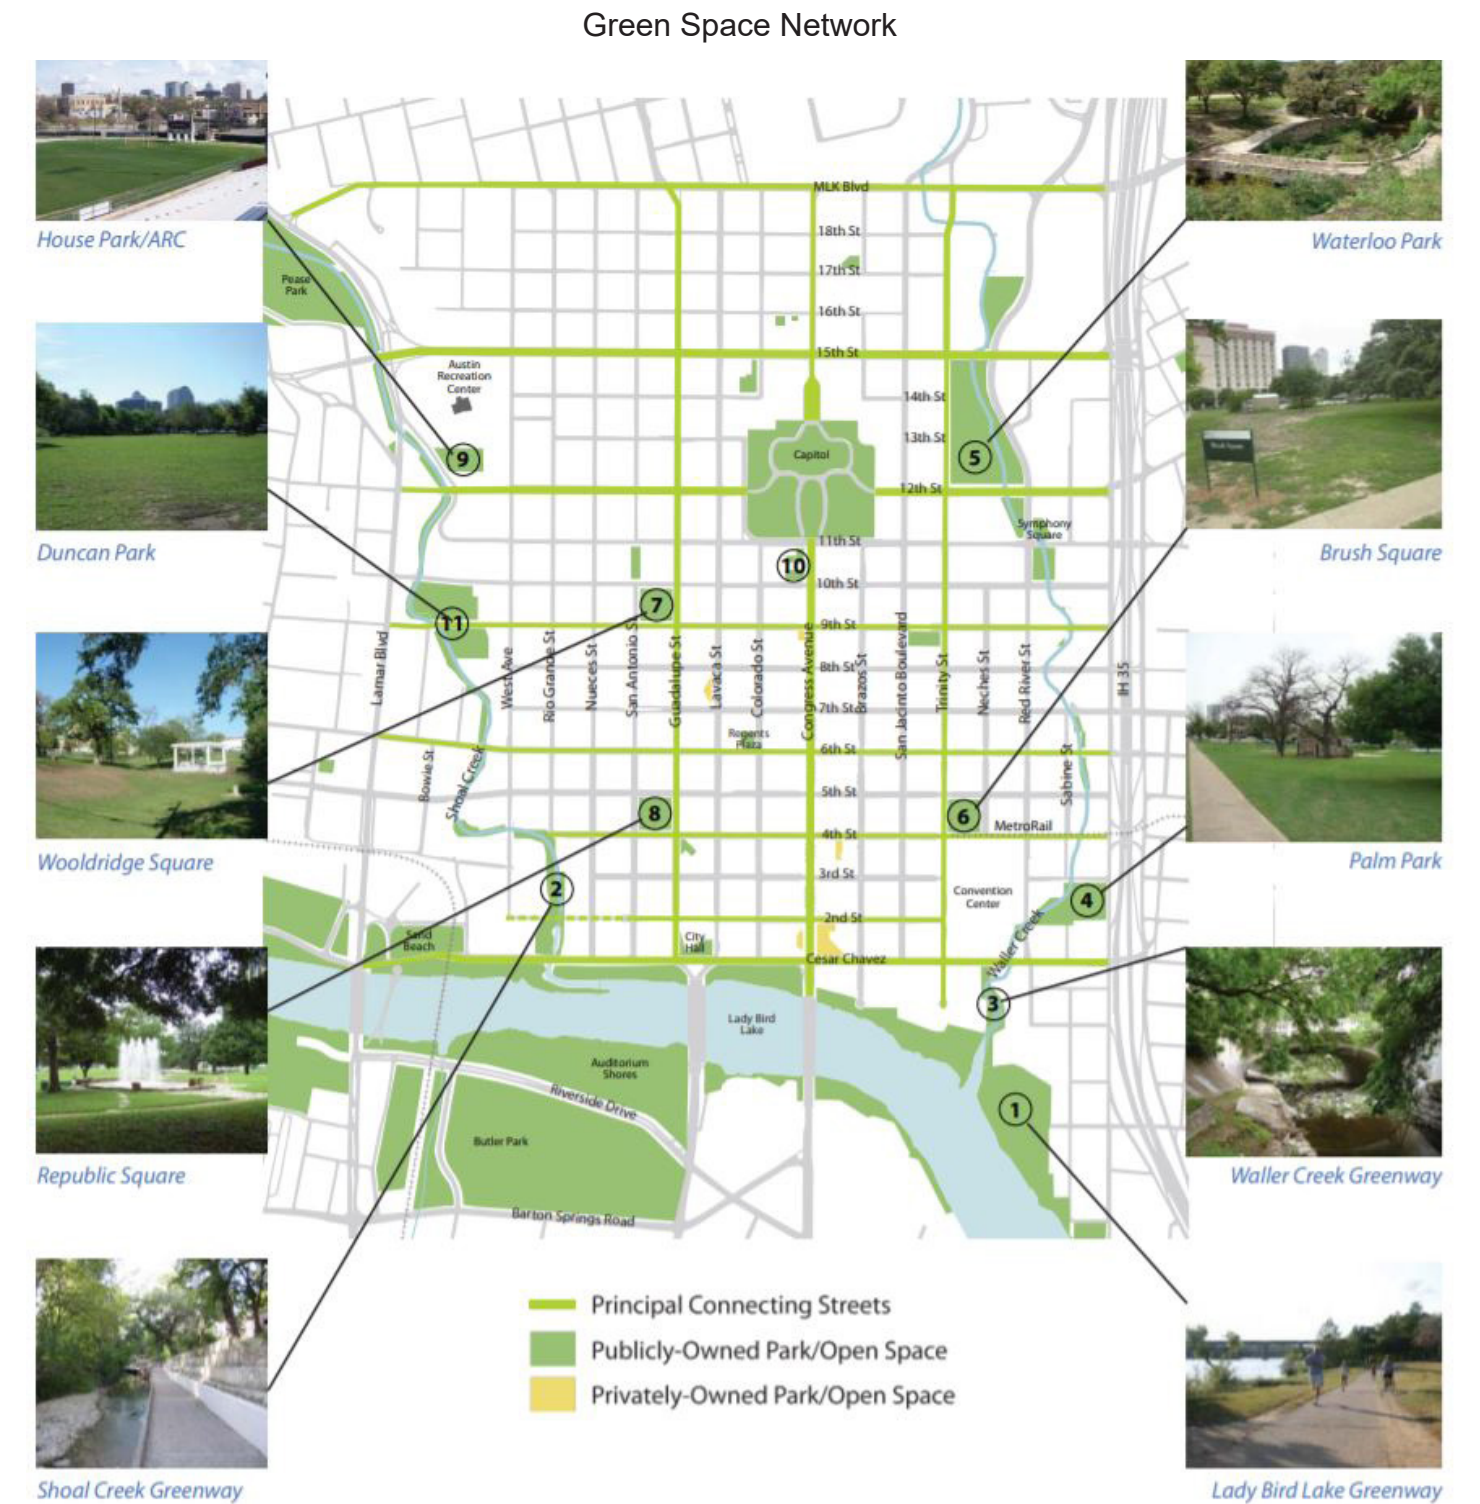 Green Space Network
House Park/ARC
Duncan Park
Wooldridge Square
Republic Square
Shoal Creek Greenway
Waterloo Park
Brush Square
Palm Park
Waller Creek Greenway
Lady Bird Lake Greenway
MLK Blvd
18th St
17th St
16th St
15th St
14th St
13th St
12th St
11th St
10th St
9th St
8th St
7th St
6th St
5th St
4th St
3rd St
2nd St
Cesar Chavez
Pease
Park
Austin
Recreation
Center
Capitol
Symphony
Square
Lamar Blvd
Bowie St
Shoal Creek
West Ave
Rio Grande St
Nueces St
San Antonio St
Guadalupe St
Lavaca St
Colorado St
Congress Avenue
Brazos St
San Jacinto Boulevard
Trinity St
Neches St
Red River St
Sabine St
IH 35
Regents
Plaza
MetroRail
Convention
Center
Waller Creek
Sand
Beach
City
Hall
Lady Bird
Lake
Auditorium
Shores
Riverside Drive
Butler Park
Barton Springs Road
9
5
10
7
11
8
6
2
4
3
1
Principal Connecting Streets
Publicly-Owned Park/Open Space
Privately-Owned Park/Open Space